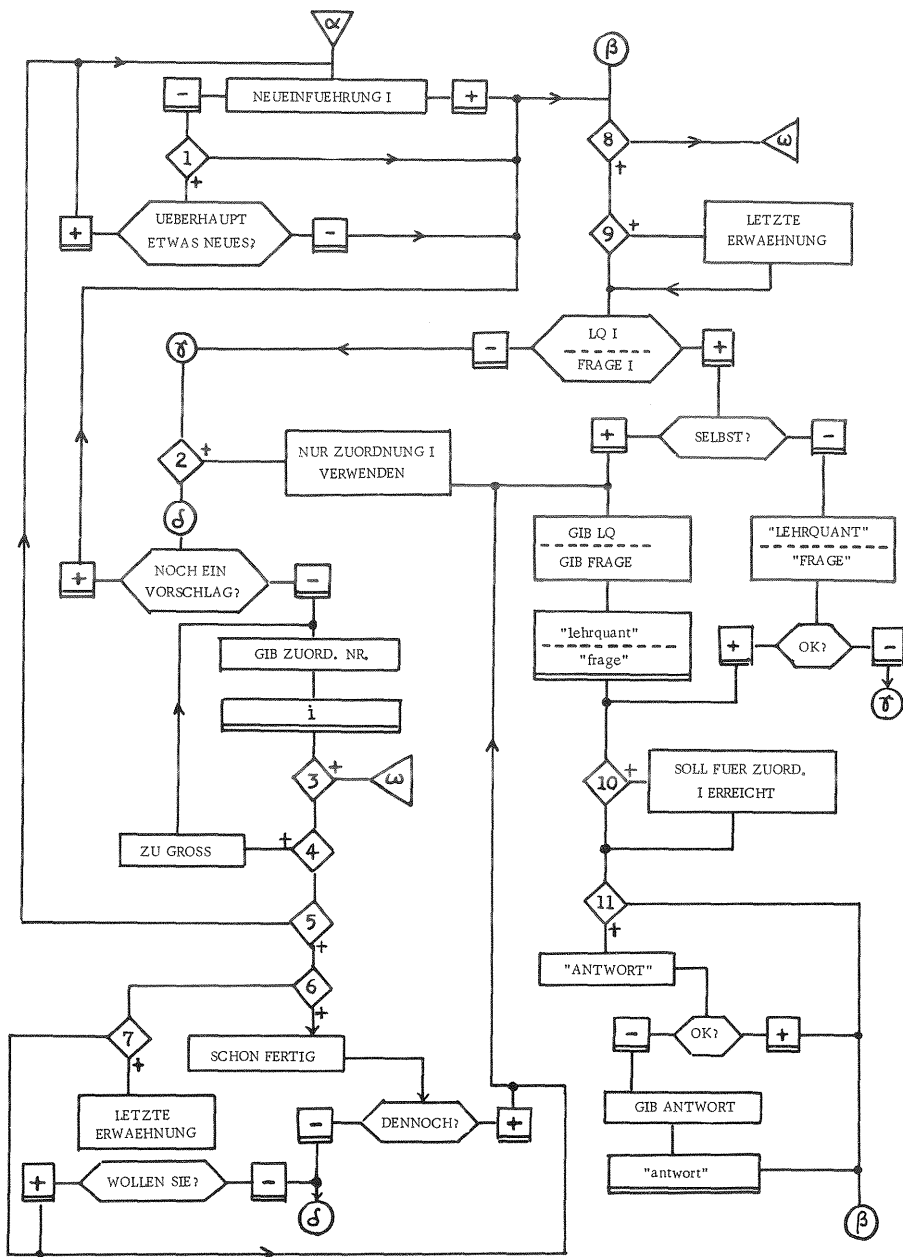 α
β
-
NEUEINFUEHRUNG I
+
8
ω
1
+
+
UEBERHAUPT
ETWAS NEUES?
+
-
9
+
LETZTE
ERWAEHNUNG
γ
-
LQ I
FRAGE I
+
2
+
NUR ZUORDNUNG I
VERWENDEN
+
SELBST?
-
δ
GIB LQ
GIB FRAGE
"LEHRQUANT"
"FRAGE"
+
NOCH EIN
VORSCHLAG?
-
GIB ZUORD. NR.
"lehrquant"
"frage"
+
OK?
-
γ
i
3
+
ω
10
+
SOLL FUER ZUORD.
I ERREICHT
ZU GROSS
+
4
5
+
11
+
6
+
"ANTWORT"
7
+
SCHON FERTIG
-
OK?
+
LETZTE
ERWAEHNUNG
-
DENNOCH?
+
GIB ANTWORT
+
WOLLEN SIE?
-
"antwort"
δ
β